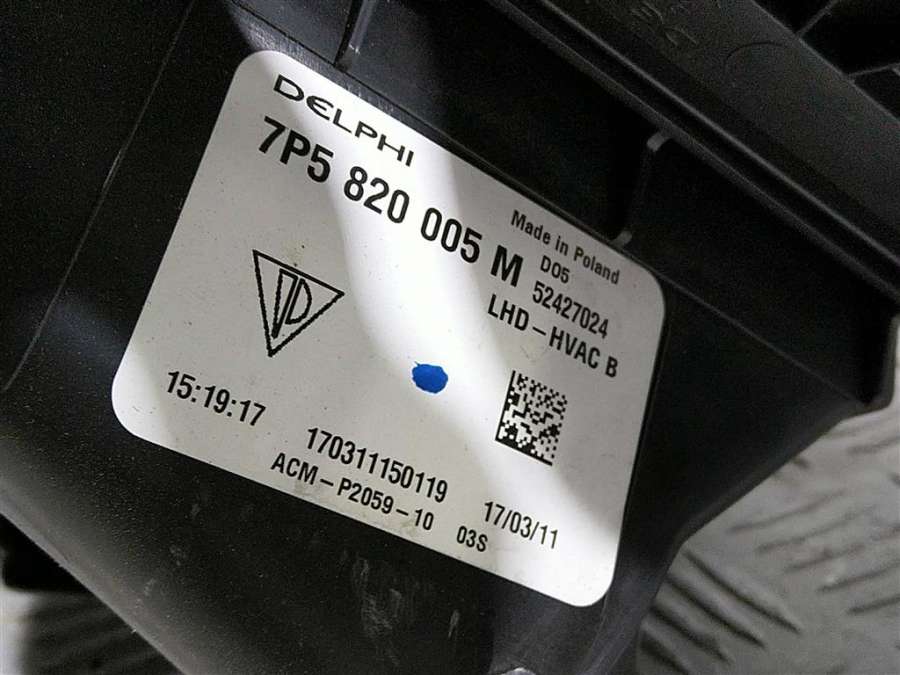 DELPHI
7P5 820 005 M
Made in Poland
D05
52427024
LHD-HVAC B
15:19:17
170311150119
ACM-P2059-10
03S
17/03/11